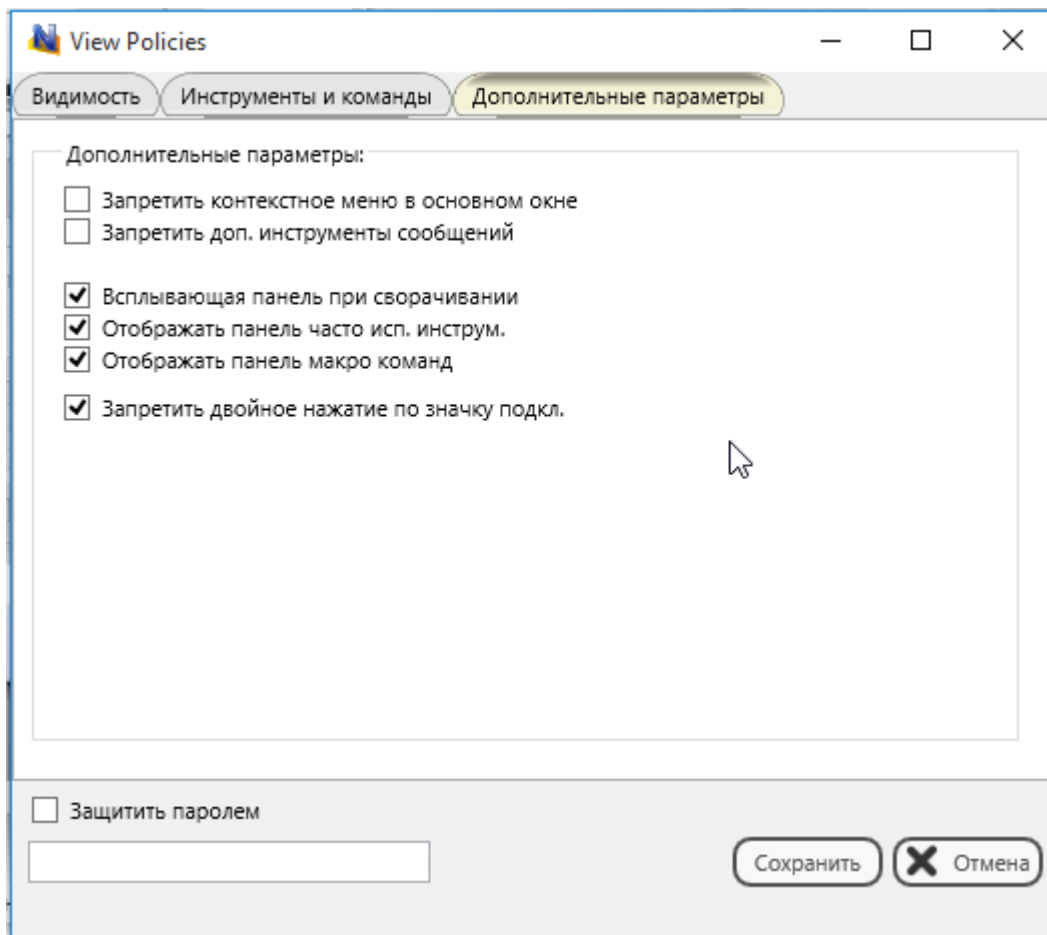 View Policies
Видимость Инструменты и команды Дополнительные параметры
Дополнительные параметры:
Запретить контекстное меню в основном окне
Запретить доп. инструменты сообщений
Всплывающая панель при сворачивании
Отображать панель часто исп. инструм.
Отображать панель макро команд
Запретить двойное нажатие по значку подкл.
Защитить паролем
Сохранить Отмена